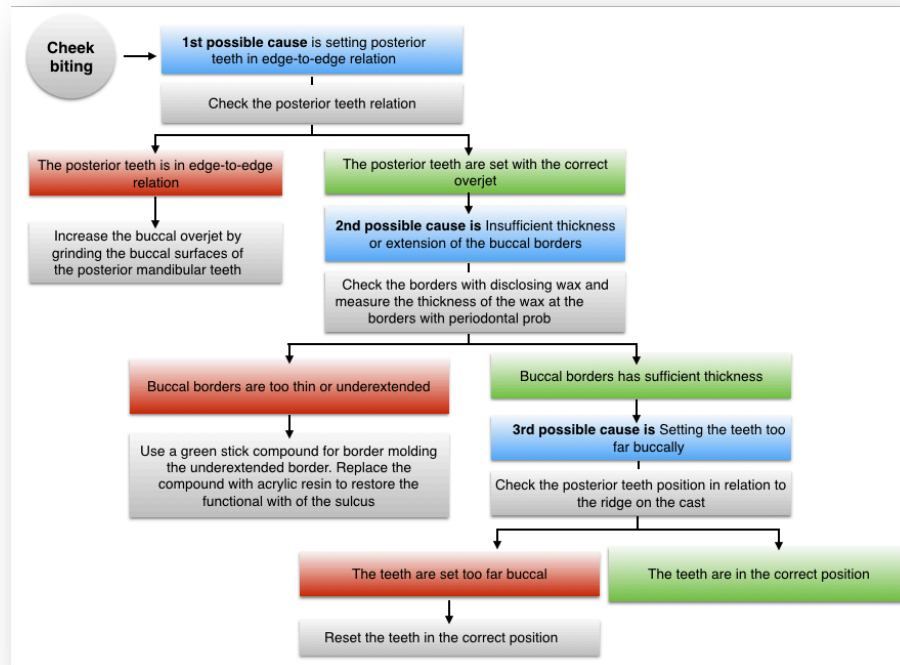 Cheek
biting
1st possible cause is setting posterior
teeth in edge-to-edge relation
Check the posterior teeth relation
The posterior teeth is in edge-to-edge
relation
The posterior teeth are set with the correct
overjet
Increase the buccal overjet by
grinding the buccal surfaces of
the posterior mandibular teeth
2nd possible cause is Insufficient thickness
or extension of the buccal borders
Check the borders with disclosing wax and
measure the thickness of the wax at the
borders with periodontal prob
Buccal borders are too thin or underextended
Buccal borders has sufficient thickness
Use a green stick compound for border molding
the underextended border. Replace the
compound with acrylic resin to restore the
functional with of the sulcus
3rd possible cause is Setting the teeth too
far buccally
Check the posterior teeth position in relation to
the ridge on the cast
The teeth are set too far buccal
The teeth are in the correct position
Reset the teeth in the correct position